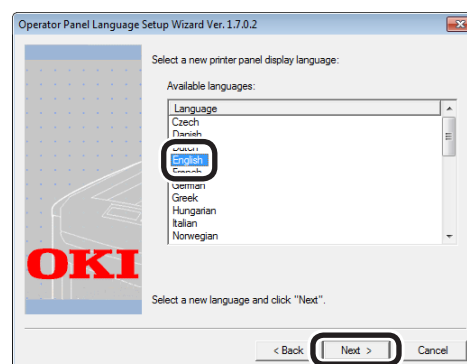 Operator Panel Language Setup Wizard Ver. 1.7.0.2
Select a new printer panel display language:
Available languages:
Language
Czech
Danish
Dutch
English
French
German
Greek
Hungarian
Italian
Norwegian
OKI
Select a new language and click "Next".
< Back
Next >
Cancel